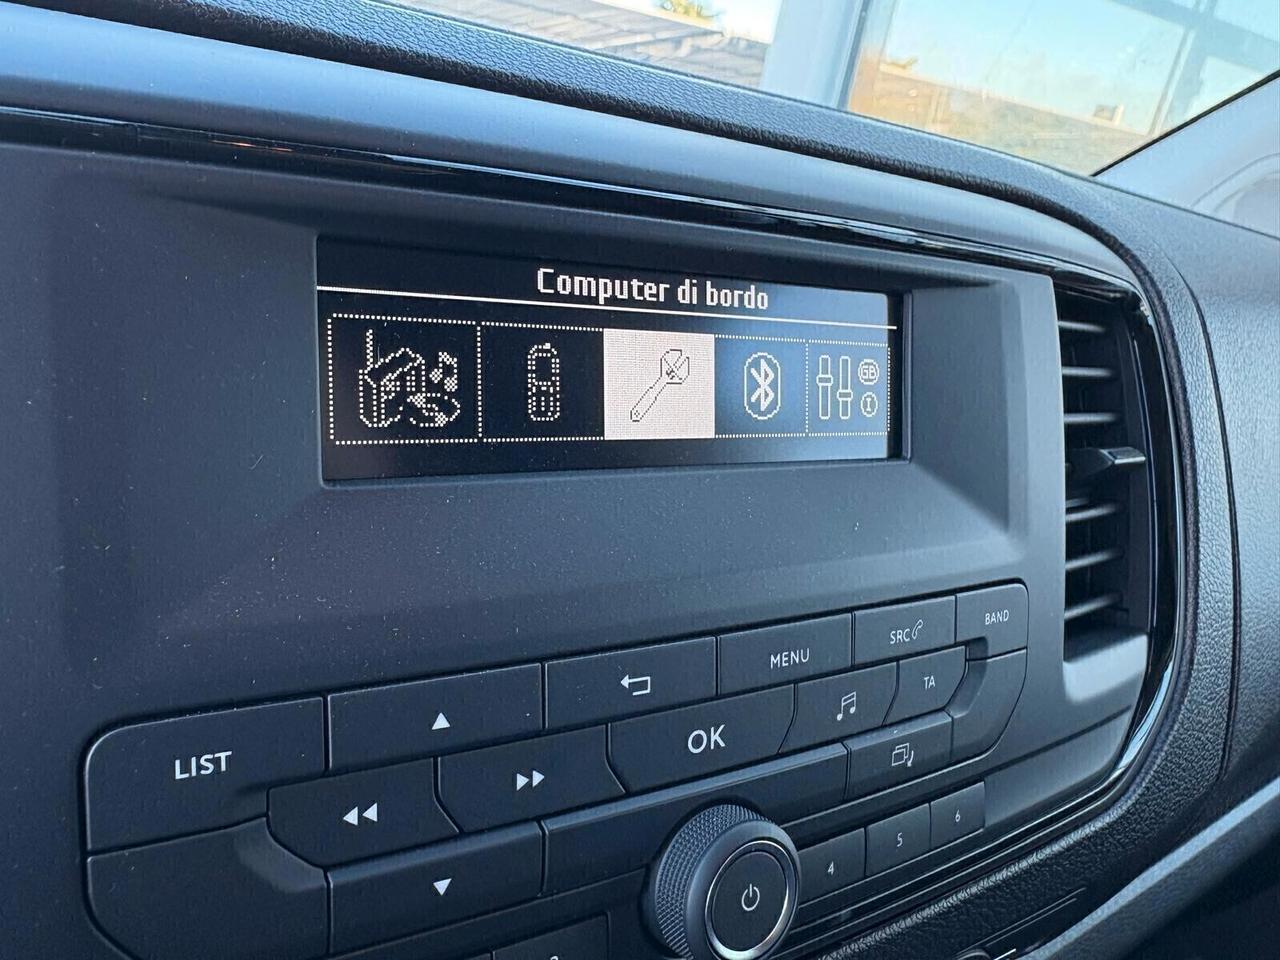 Computer di bordo
GB
I
SRC
BAND
MENU
TA
OK
LIST
4
5
6